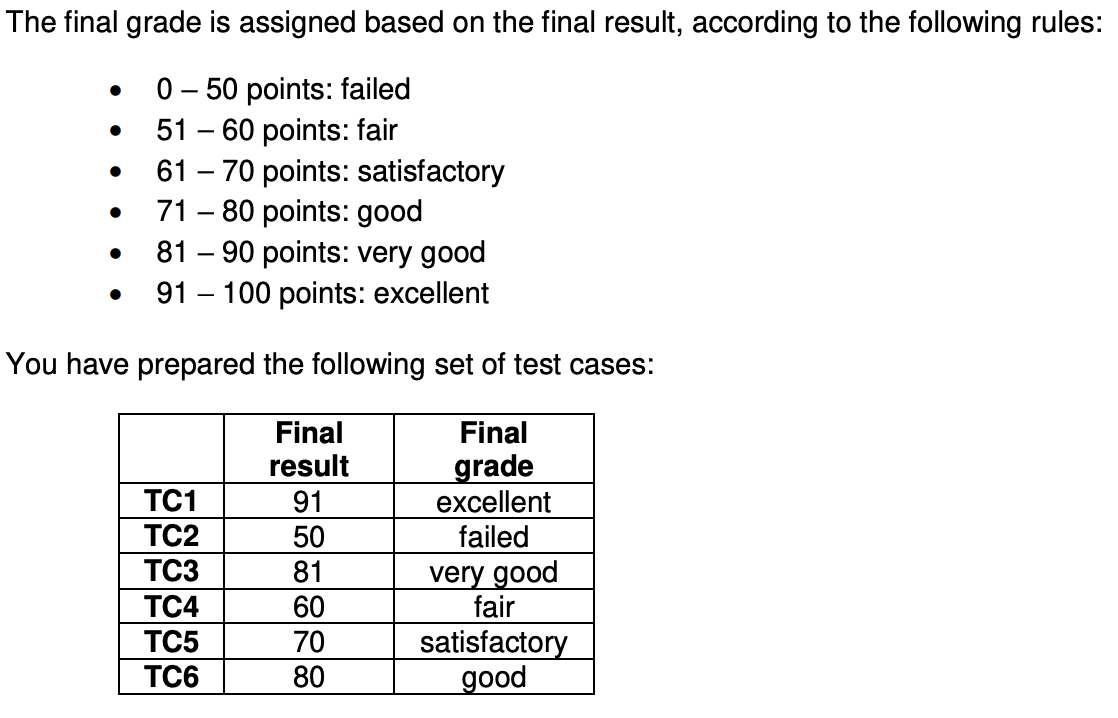 The final grade is assigned based on the final result, according to the following rules:
• 0 – 50 points: failed
• 51 – 60 points: fair
• 61 – 70 points: satisfactory
• 71 – 80 points: good
• 81 – 90 points: very good
• 91 – 100 points: excellent
You have prepared the following set of test cases:
Final result Final grade
TC1 91 excellent
TC2 50 failed
TC3 81 very good
TC4 60 fair
TC5 70 satisfactory
TC6 80 good